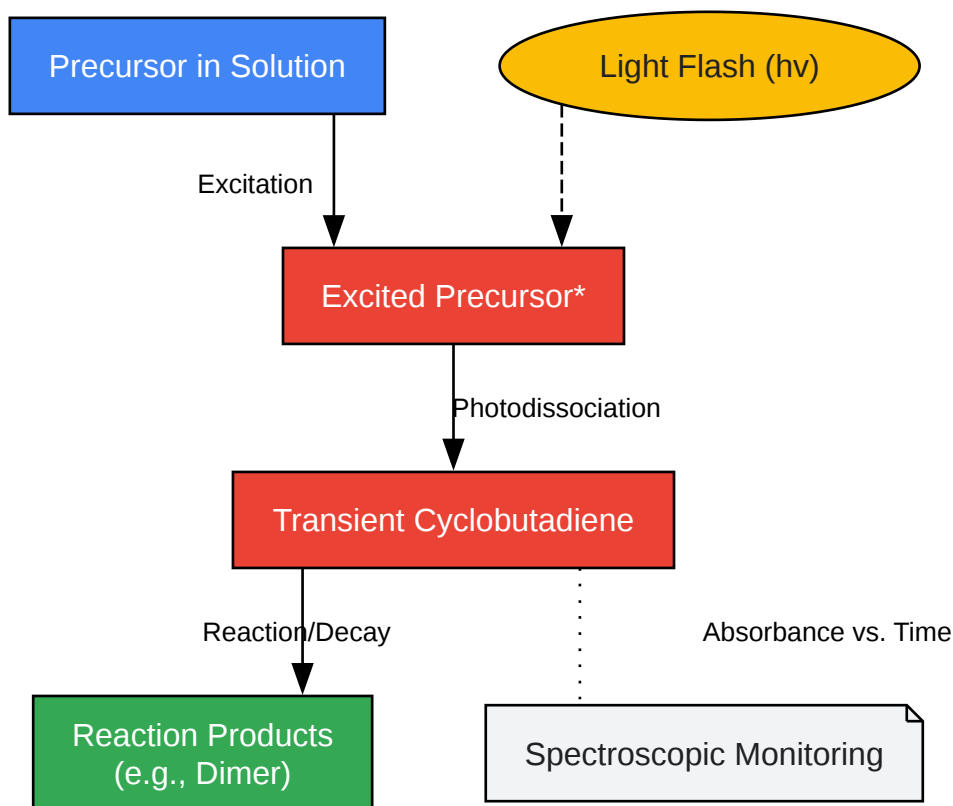 Precursor in Solution
Light Flash (hv)
Excitation
Excited Precursor*
Photodissociation
Transient Cyclobutadiene
Reaction/Decay
Absorbance vs. Time
Reaction Products
(e.g., Dimer)
Spectroscopic Monitoring